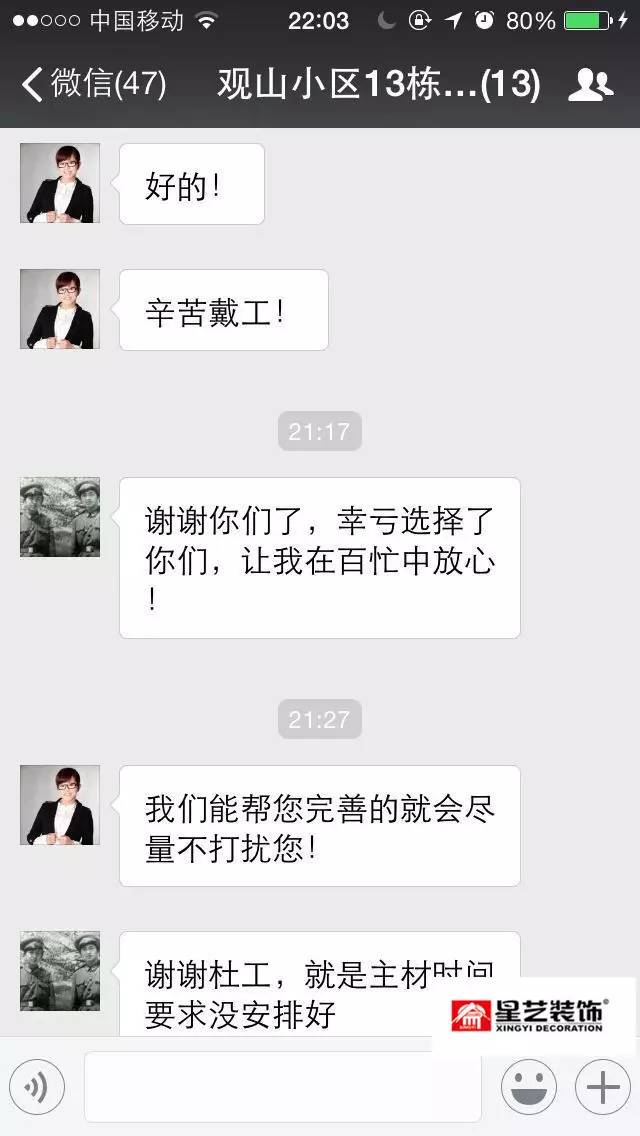 中国移动 22:03 80%
微信(47) 观山小区13栋...(13)
好的！
辛苦戴工！
21:17
谢谢你们了，幸亏选择了
你们，让我在百忙中放心
！
21:27
我们能帮您完善的就会尽
量不打扰您！
谢谢杜工，就是主材时间
要求没安排好
星艺装饰®
XINGYI DECORATION